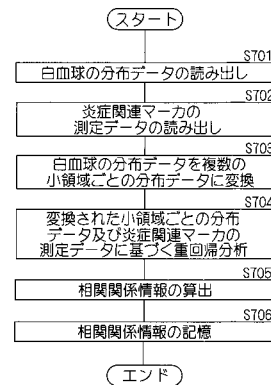 スタート
S701
白血球の分布データの読み出し
S702
炎症関連マーカの
測定データの読み出し
S703
白血球の分布データを複数の
小領域ごとの分布データに変換
S704
変換された小領域ごとの分布
データ及び炎症関連マーカの
測定データに基づく重回帰分析
S705
相関関係情報の算出
S706
相関関係情報の記憶
エンド